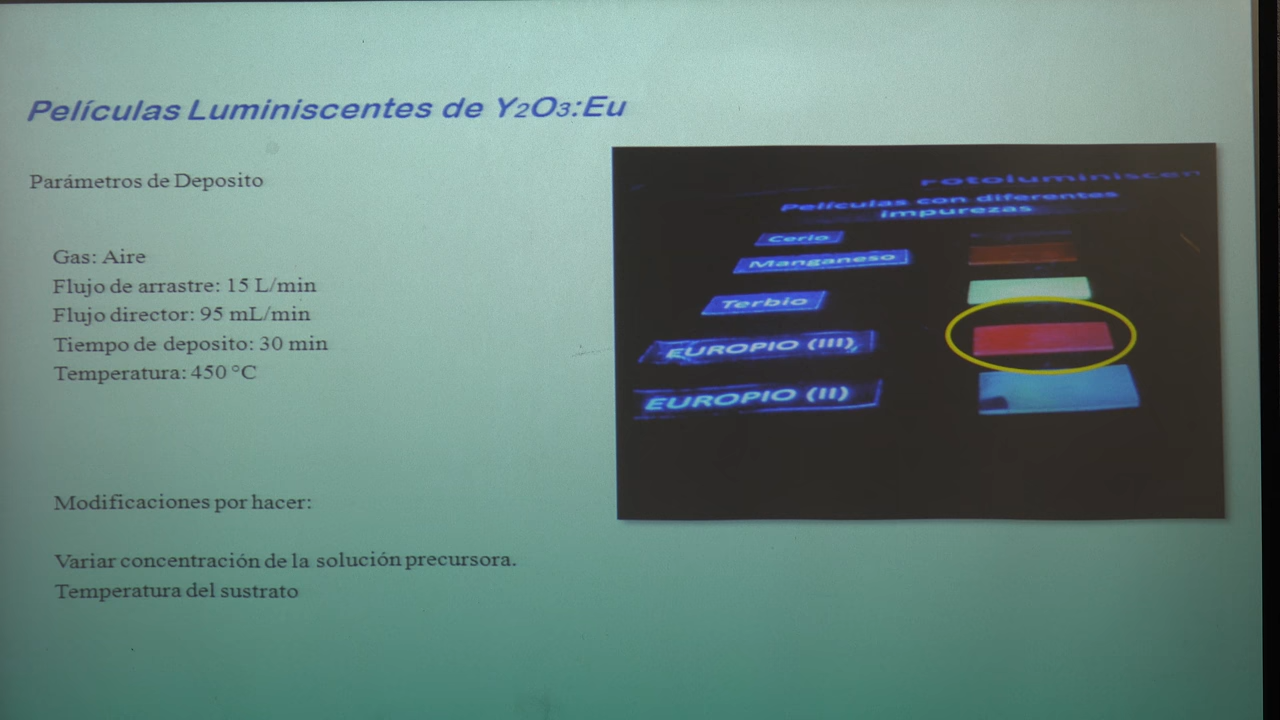 Películas Luminiscentes de Y2O3:Eu
Parámetros de Deposito
Gas: Aire
Flujo de arrastre: 15 L/min
Flujo director: 95 mL/min
Tiempo de deposito: 30 min
Temperatura: 450 °C
Modificaciones por hacer:
Variar concentración de la solución precursora.
Temperatura del sustrato
Películas con diferentes
impurezas
Cerio
Manganeso
Terbio
EUROPIO (III),
EUROPIO (II)